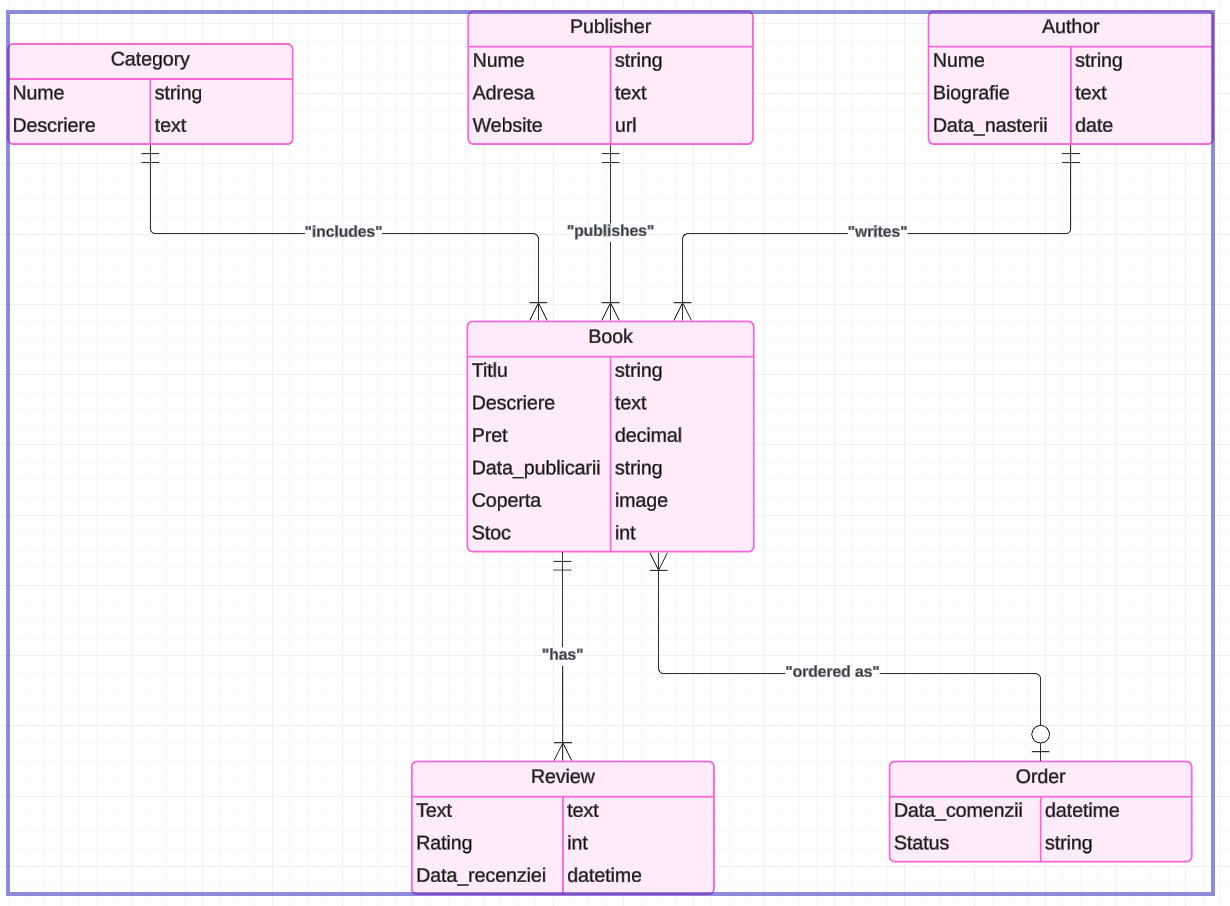 Category
Nume string
Descriere text
Publisher
Nume string
Adresa text
Website url
Author
Nume string
Biografie text
Data_nasterii date
"includes"
"publishes"
"writes"
Book
Titlu string
Descriere text
Pret decimal
Data_publicarii string
Coperta image
Stoc int
"has"
"ordered as"
Review
Text text
Rating int
Data_recenziei datetime
Order
Data_comenzii datetime
Status string